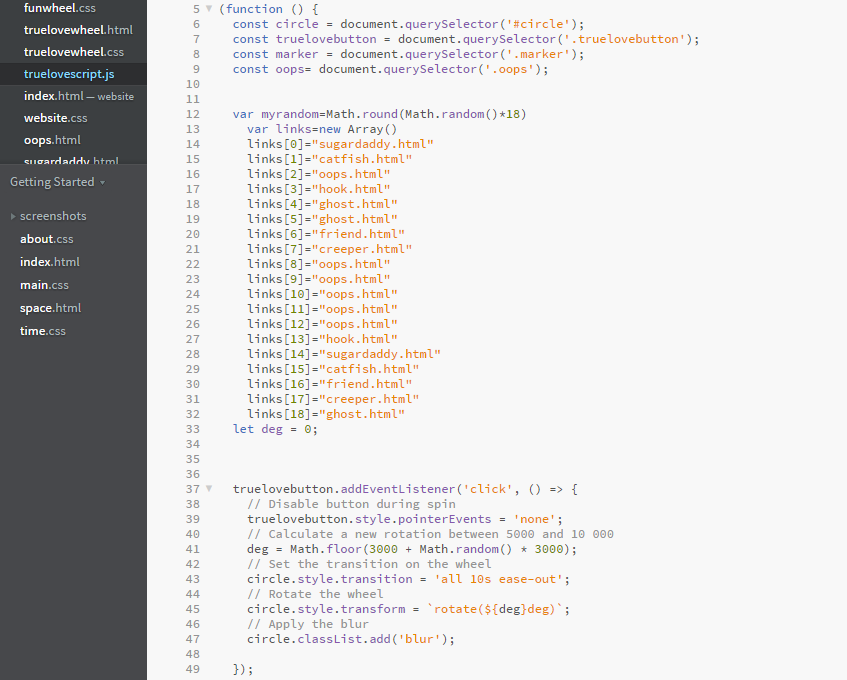 funwheel.css
truelovewheel.html
truelovewheel.css
truelovescript.js
index.html — website
website.css
oops.html
sugardaddy.html
Getting Started
screenshots
about.css
index.html
main.css
space.html
time.css
5 (function () {
6 const circle = document.querySelector('#circle');
7 const truelovebutton = document.querySelector('.truelovebutton');
8 const marker = document.querySelector('.marker');
9 const oops= document.querySelector('.oops');
10
11
12 var myrandom=Math.round(Math.random()*18)
13 var links=new Array()
14 links[0]="sugardaddy.html"
15 links[1]="catfish.html"
16 links[2]="oops.html"
17 links[3]="hook.html"
18 links[4]="ghost.html"
19 links[5]="ghost.html"
20 links[6]="friend.html"
21 links[7]="creeper.html"
22 links[8]="oops.html"
23 links[9]="oops.html"
24 links[10]="oops.html"
25 links[11]="oops.html"
26 links[12]="oops.html"
27 links[13]="hook.html"
28 links[14]="sugardaddy.html"
29 links[15]="catfish.html"
30 links[16]="friend.html"
31 links[17]="creeper.html"
32 links[18]="ghost.html"
33 let deg = 0;
34
35
36
37 truelovebutton.addEventListener('click', () => {
38 // Disable button during spin
39 truelovebutton.style.pointerEvents = 'none';
40 // Calculate a new rotation between 5000 and 10 000
41 deg = Math.floor(3000 + Math.random() * 3000);
42 // Set the transition on the wheel
43 circle.style.transition = 'all 10s ease-out';
44 // Rotate the wheel
45 circle.style.transform = `rotate(${deg}deg)`;
46 // Apply the blur
47 circle.classList.add('blur');
48
49 });